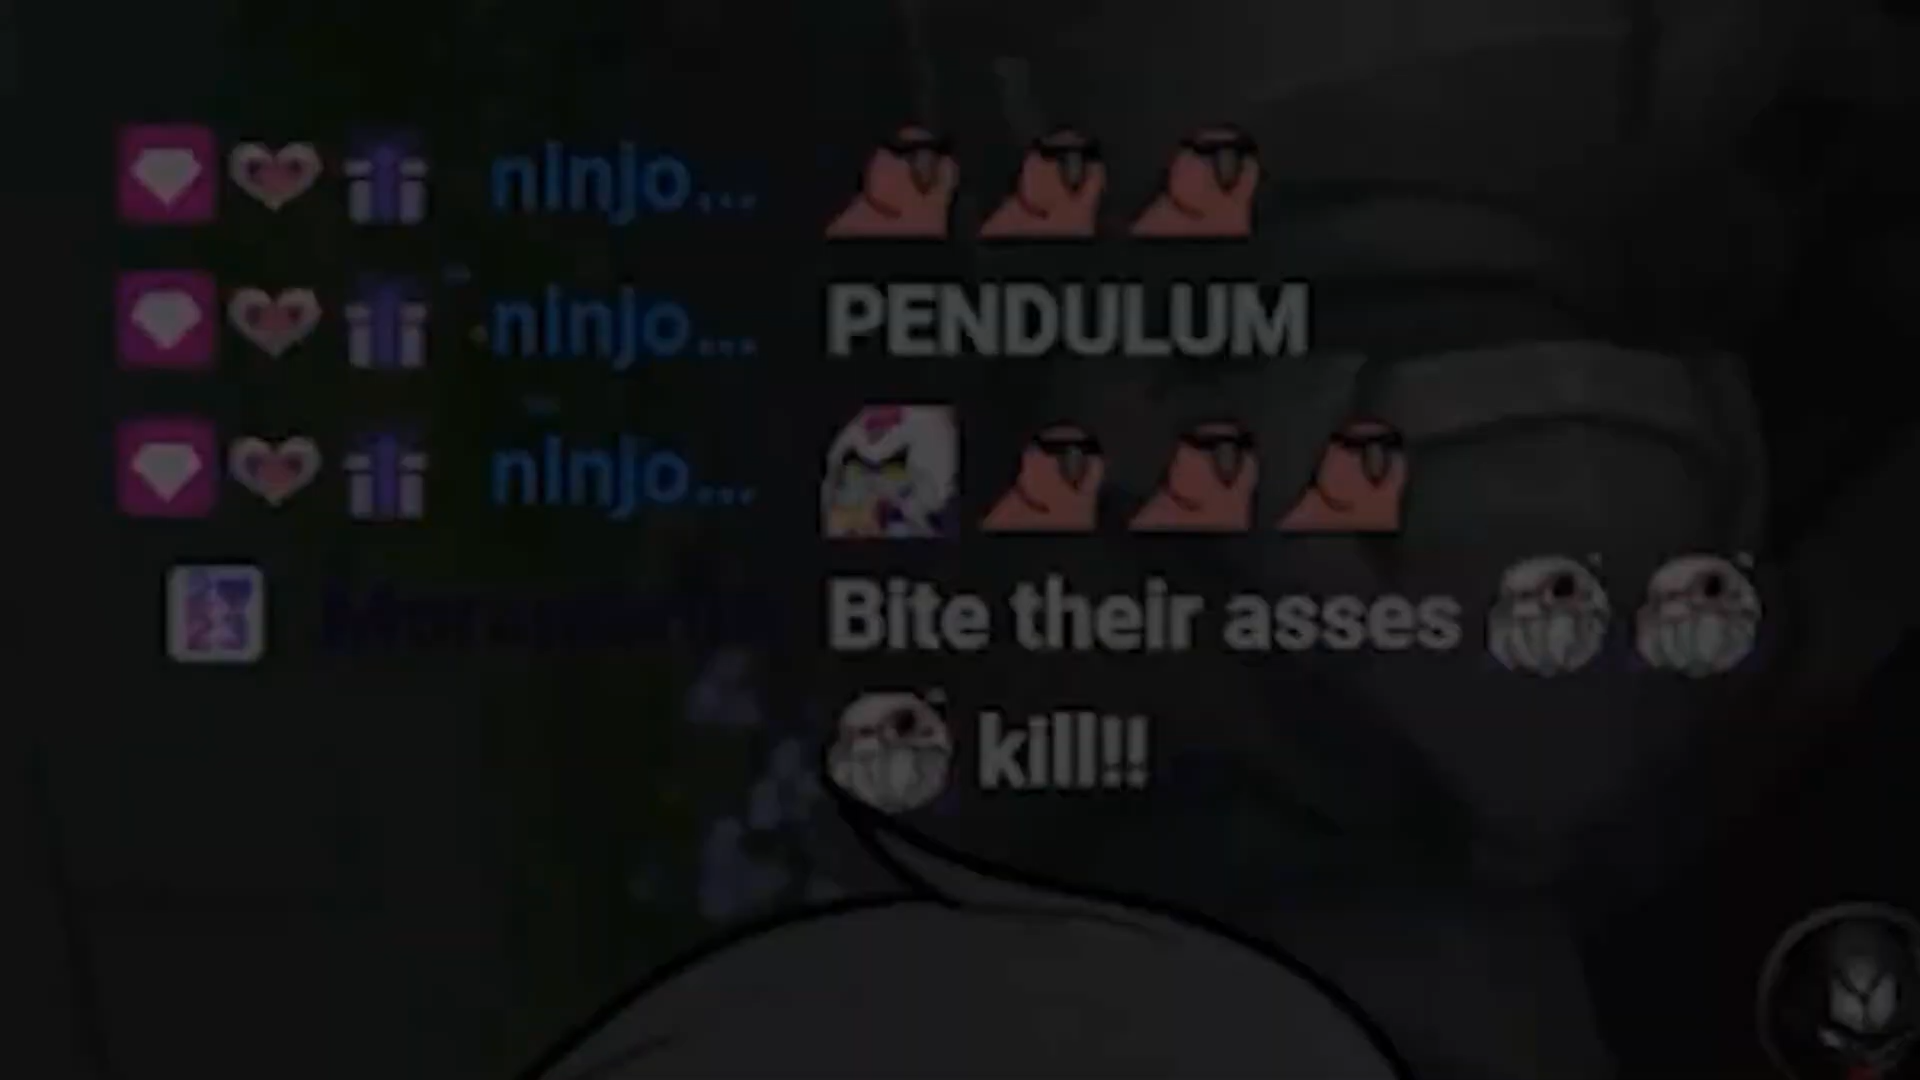 ninjo...
ninjo... PENDULUM
ninjo...
Bite their asses
kill!!